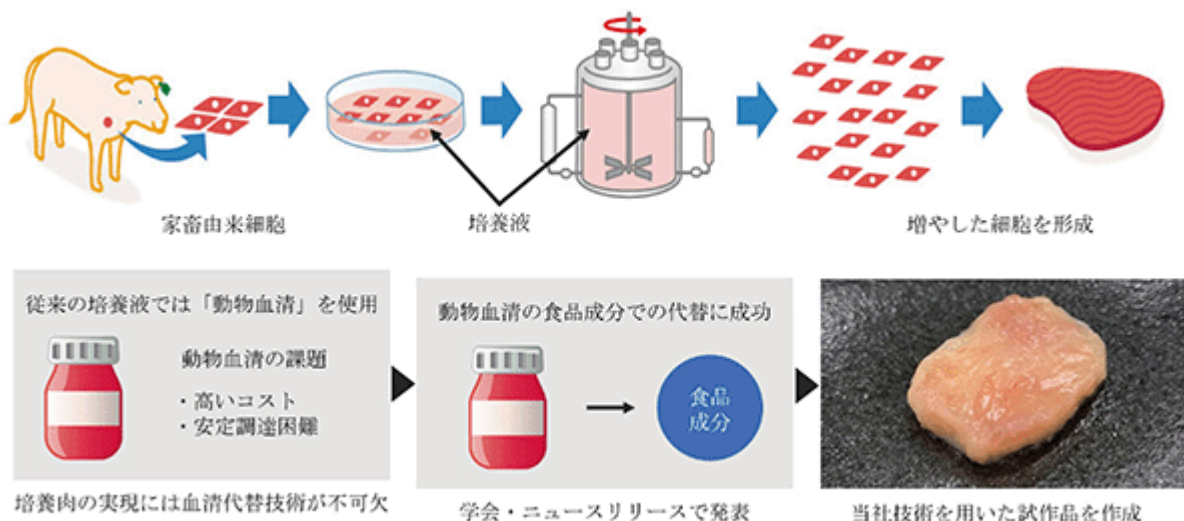 家畜由来細胞
培養液
増やした細胞を形成
従来の培養液では「動物血清」を使用
動物血清の課題
・高いコスト
・安定調達困難
培養肉の実現には血清代替技術が不可欠
動物血清の食品成分での代替に成功
食品
成分
学会・ニュースリリースで発表
当社技術を用いた試作品を作成